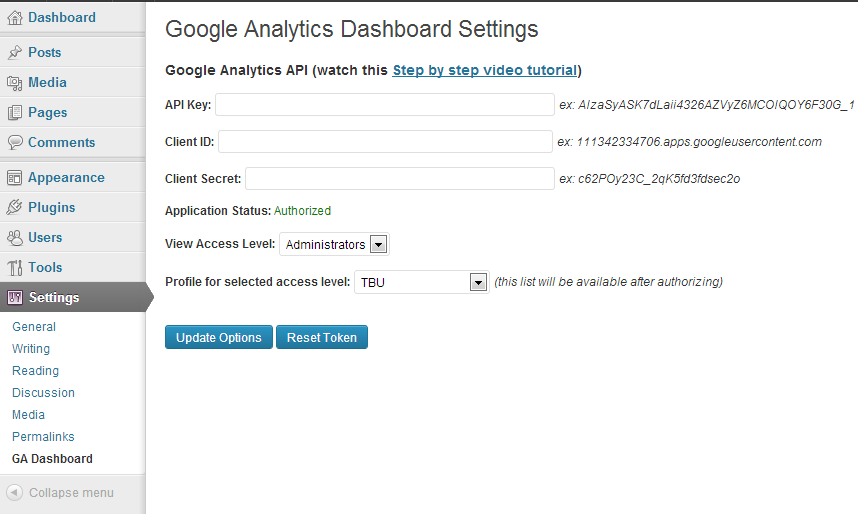 Dashboard
Posts
Media
Pages
Comments
Appearance
Plugins
Users
Tools
Settings
General
Writing
Reading
Discussion
Media
Permalinks
GA Dashboard
Collapse menu
Google Analytics Dashboard Settings
Google Analytics API (watch this Step by step video tutorial)
API Key: ex: AIzaSyASK7dLaii4326AZVyZ6MCOIQOY6F30G_1
Client ID: ex: 111342334706.apps.googleusercontent.com
Client Secret: ex: c62POy23C_2qK5fd3fdsec2o
Application Status: Authorized
View Access Level: Administrators
Profile for selected access level: TBU (this list will be available after authorizing)
Update Options Reset Token